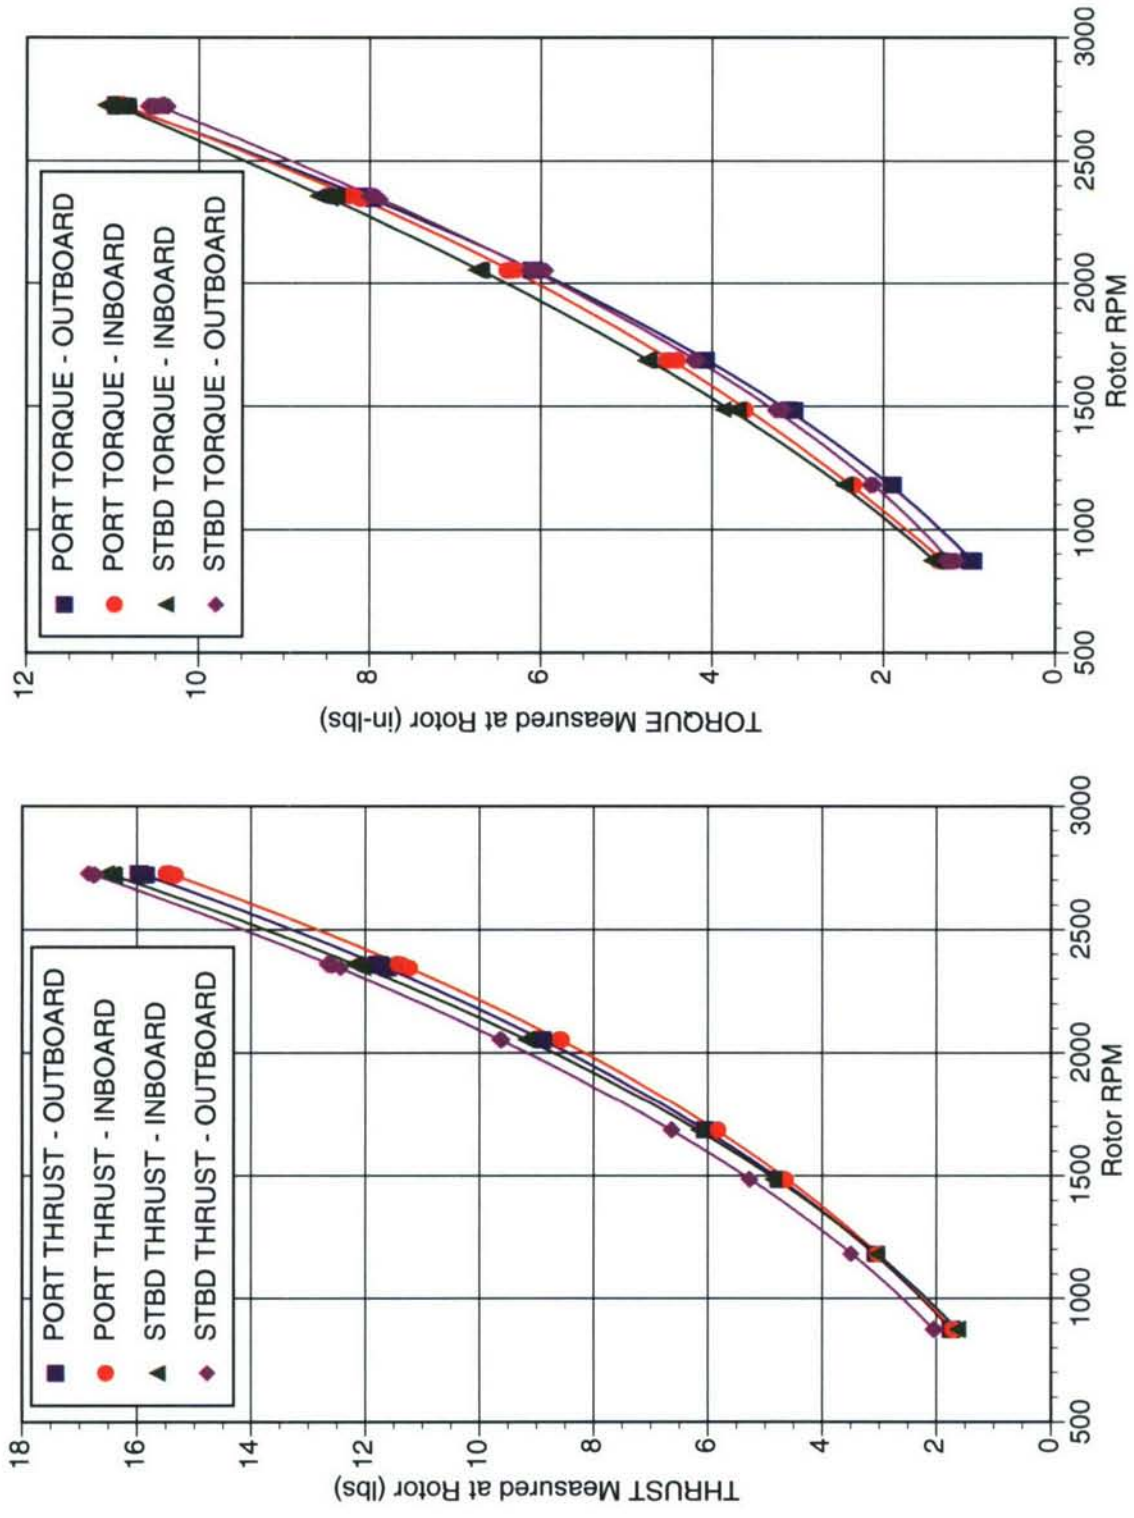 THRUST Measured at Rotor (lbs)
18
16
14
12
10
8
6
4
2
0
PORT THRUST - OUTBOARD
PORT THRUST - INBOARD
STBD THRUST - INBOARD
STBD THRUST - OUTBOARD
500
1000
1500
2000
2500
3000
Rotor RPM
TORQUE Measured at Rotor (in-lbs)
12
10
8
6
4
2
0
PORT TORQUE - OUTBOARD
PORT TORQUE - INBOARD
STBD TORQUE - INBOARD
STBD TORQUE - OUTBOARD
500
1000
1500
2000
2500
3000
Rotor RPM